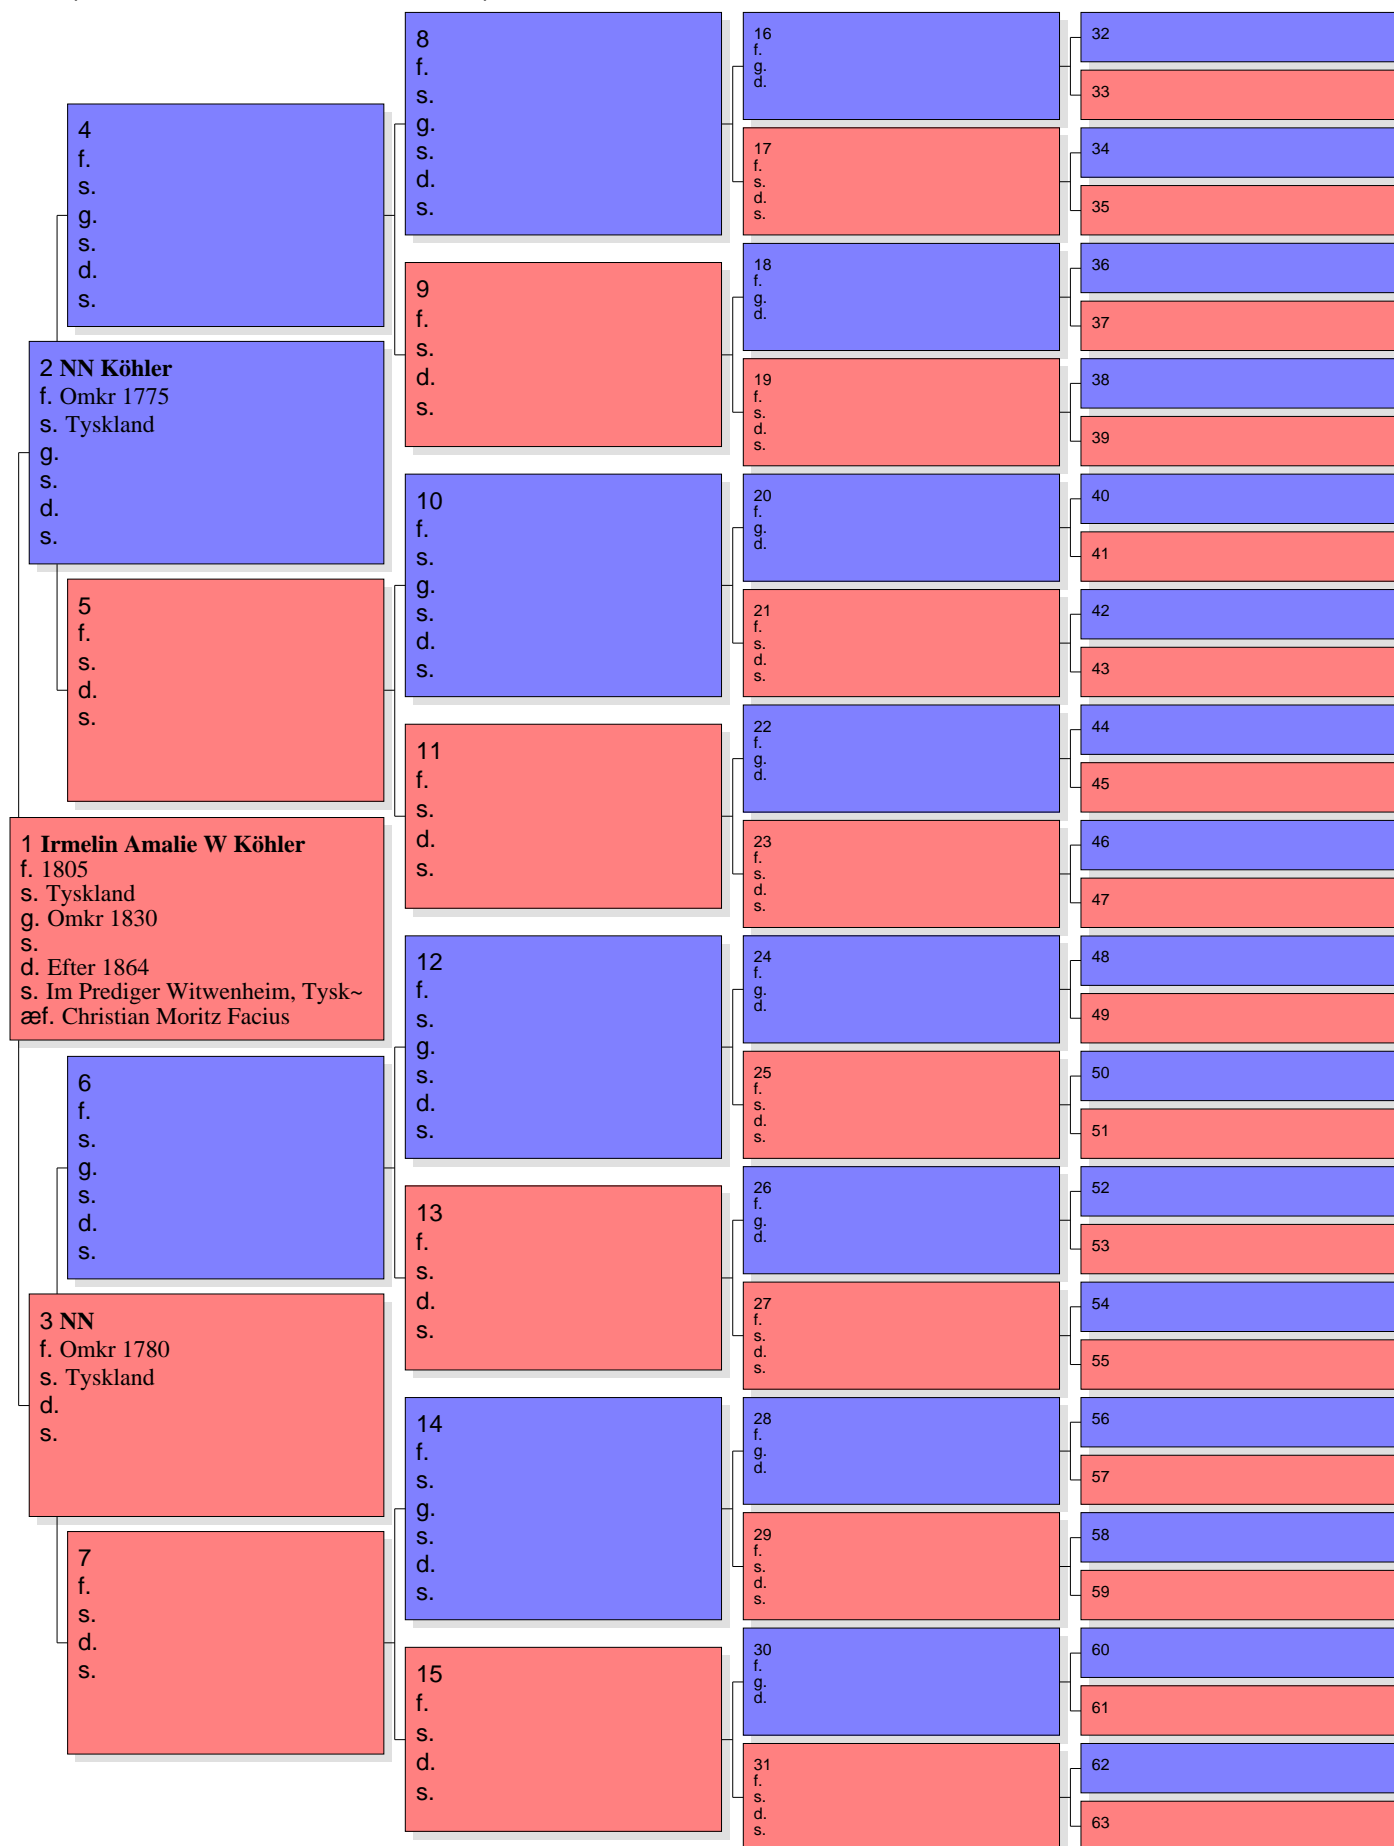 4
f.
s.
g.
s.
d.
s.
2 NN Köhler
f. Omkr 1775
s. Tyskland
g.
s.
d.
s.
5
f.
s.
d.
s.
1 Irmelin Amalie W Köhler
f. 1805
s. Tyskland
g. Omkr 1830
s.
d. Efter 1864
s. Im Prediger Witwenheim, Tysk~
æf. Christian Moritz Facius
6
f.
s.
g.
s.
d.
s.
3 NN
f. Omkr 1780
s. Tyskland
d.
s.
7
f.
s.
d.
s.
8
f.
s.
g.
s.
d.
s.
9
f.
s.
d.
s.
10
f.
s.
g.
s.
d.
s.
11
f.
s.
d.
s.
12
f.
s.
g.
s.
d.
s.
13
f.
s.
d.
s.
14
f.
s.
g.
s.
d.
s.
15
f.
s.
d.
s.
16
f.
g.
d.
17
f.
s.
d.
s.
18
f.
g.
d.
19
f.
s.
d.
s.
20
f.
g.
d.
21
f.
s.
d.
s.
22
f.
g.
d.
23
f.
s.
d.
s.
24
f.
g.
d.
25
f.
s.
d.
s.
26
f.
g.
d.
27
f.
s.
d.
s.
28
f.
g.
d.
29
f.
s.
d.
s.
30
f.
g.
d.
31
f.
s.
d.
s.
32
33
34
35
36
37
38
39
40
41
42
43
44
45
46
47
48
49
50
51
52
53
54
55
56
57
58
59
60
61
62
63